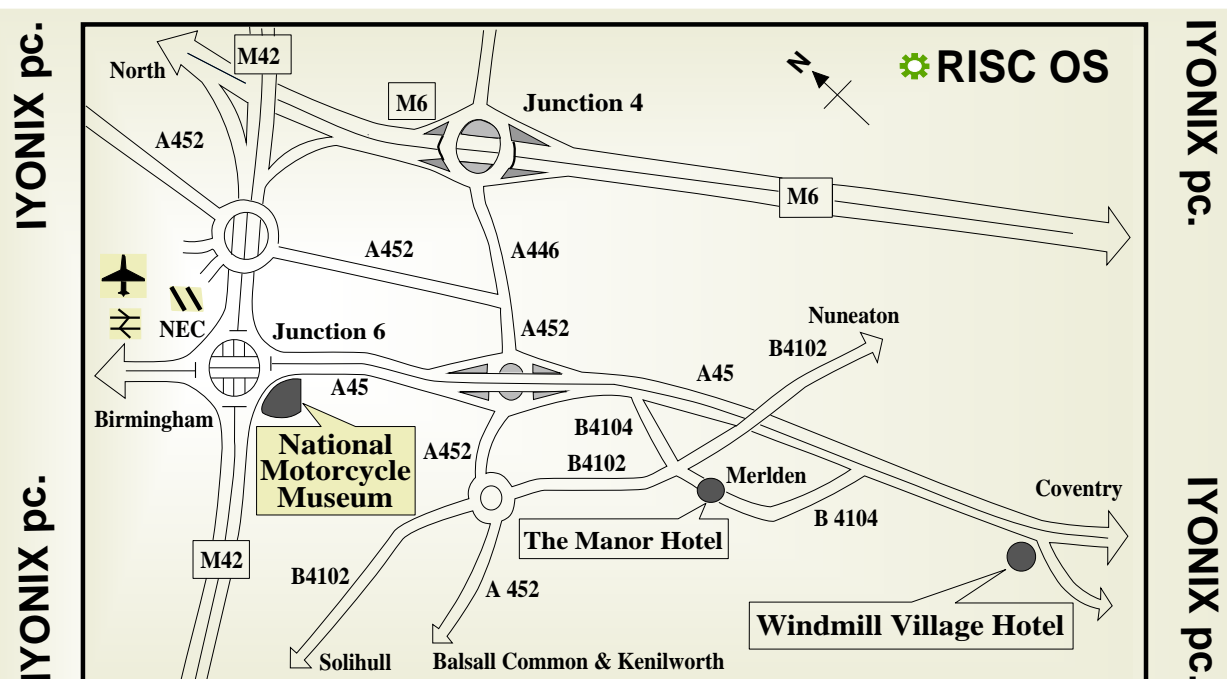 IYONIX pc.
IYONIX pc.
IYONIX pc.
IYONIX pc.
RISC OS
N
North
M42
M6
Junction 4
A452
M6
A452
A446
NEC
Junction 6
A452
Nuneaton
B4102
A45
A45
Birmingham
National
Motorcycle
Museum
A452
B4104
B4102
Merlden
Coventry
B 4104
The Manor Hotel
M42
B4102
A 452
Windmill Village Hotel
Solihull
Balsall Common & Kenilworth